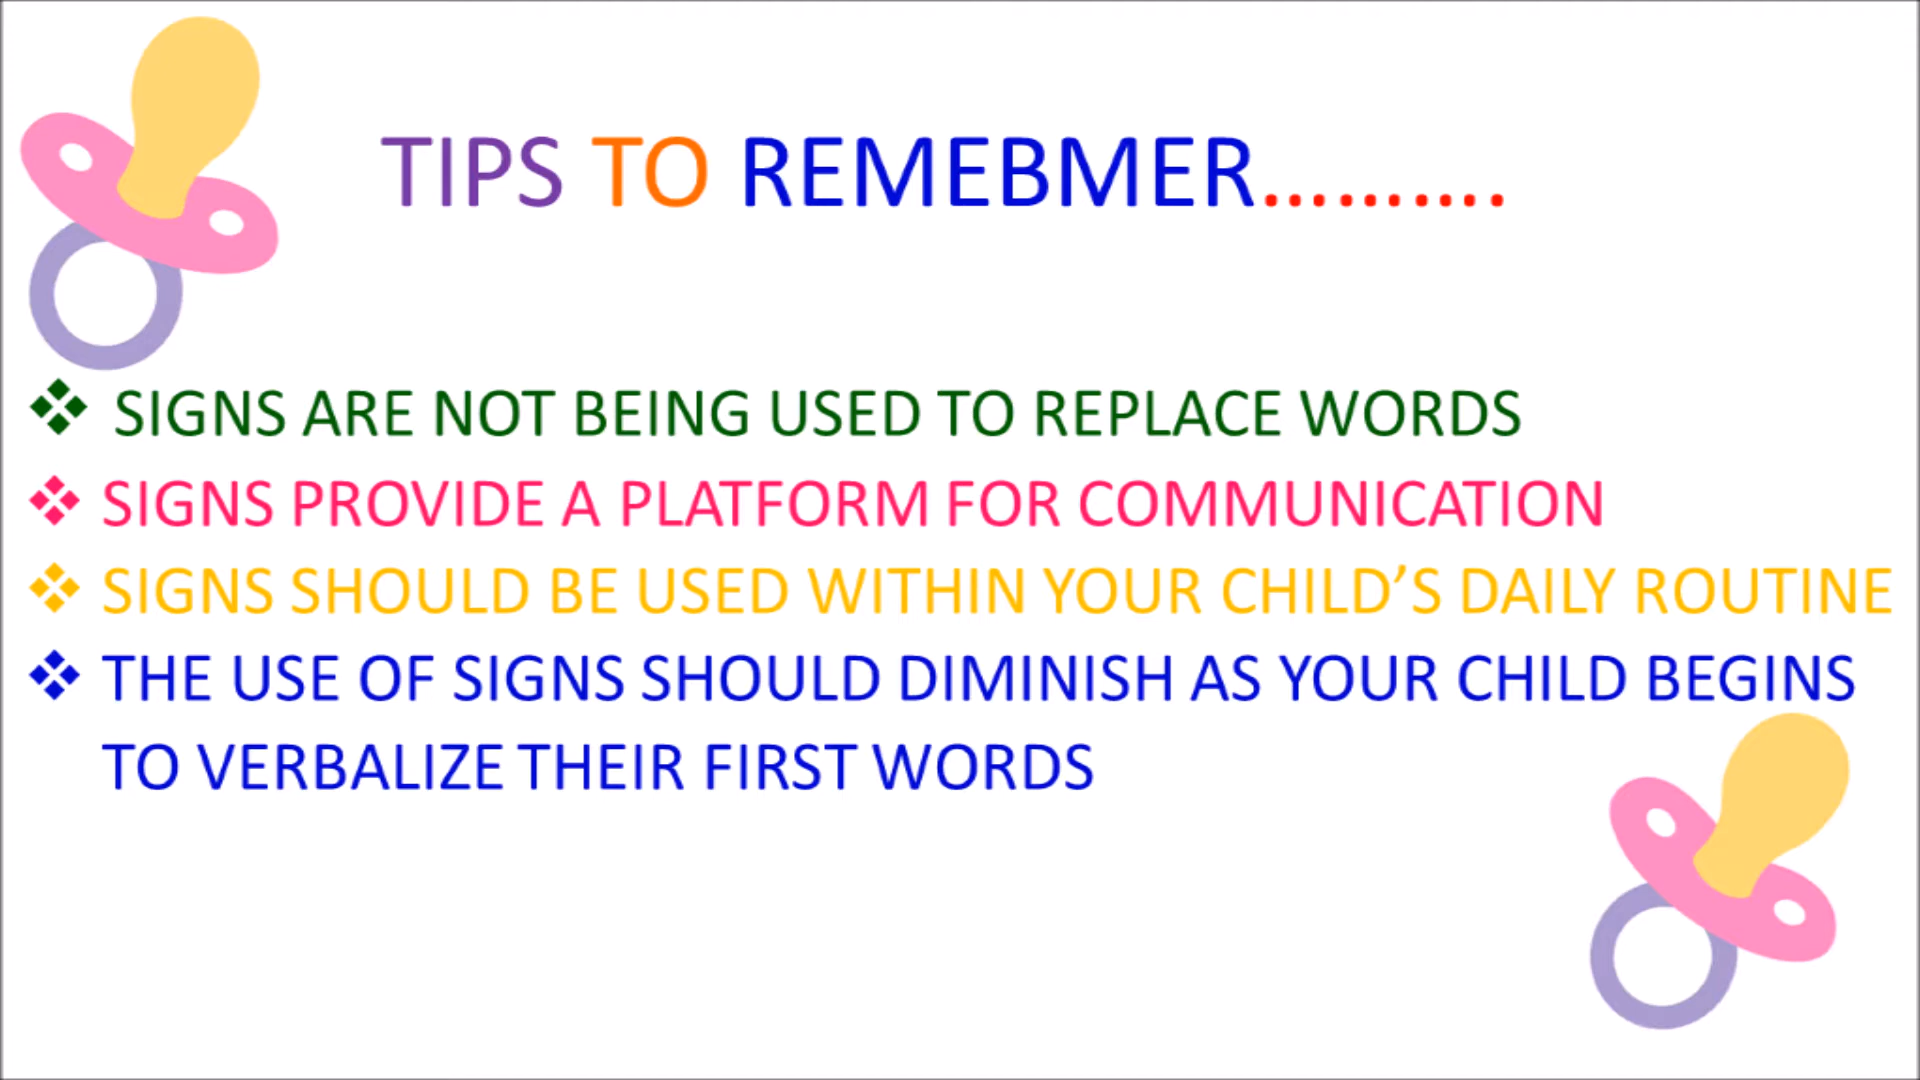 TIPS TO REMEBMER..........
SIGNS ARE NOT BEING USED TO REPLACE WORDS
SIGNS PROVIDE A PLATFORM FOR COMMUNICATION
SIGNS SHOULD BE USED WITHIN YOUR CHILD’S DAILY ROUTINE
THE USE OF SIGNS SHOULD DIMINISH AS YOUR CHILD BEGINS
TO VERBALIZE THEIR FIRST WORDS